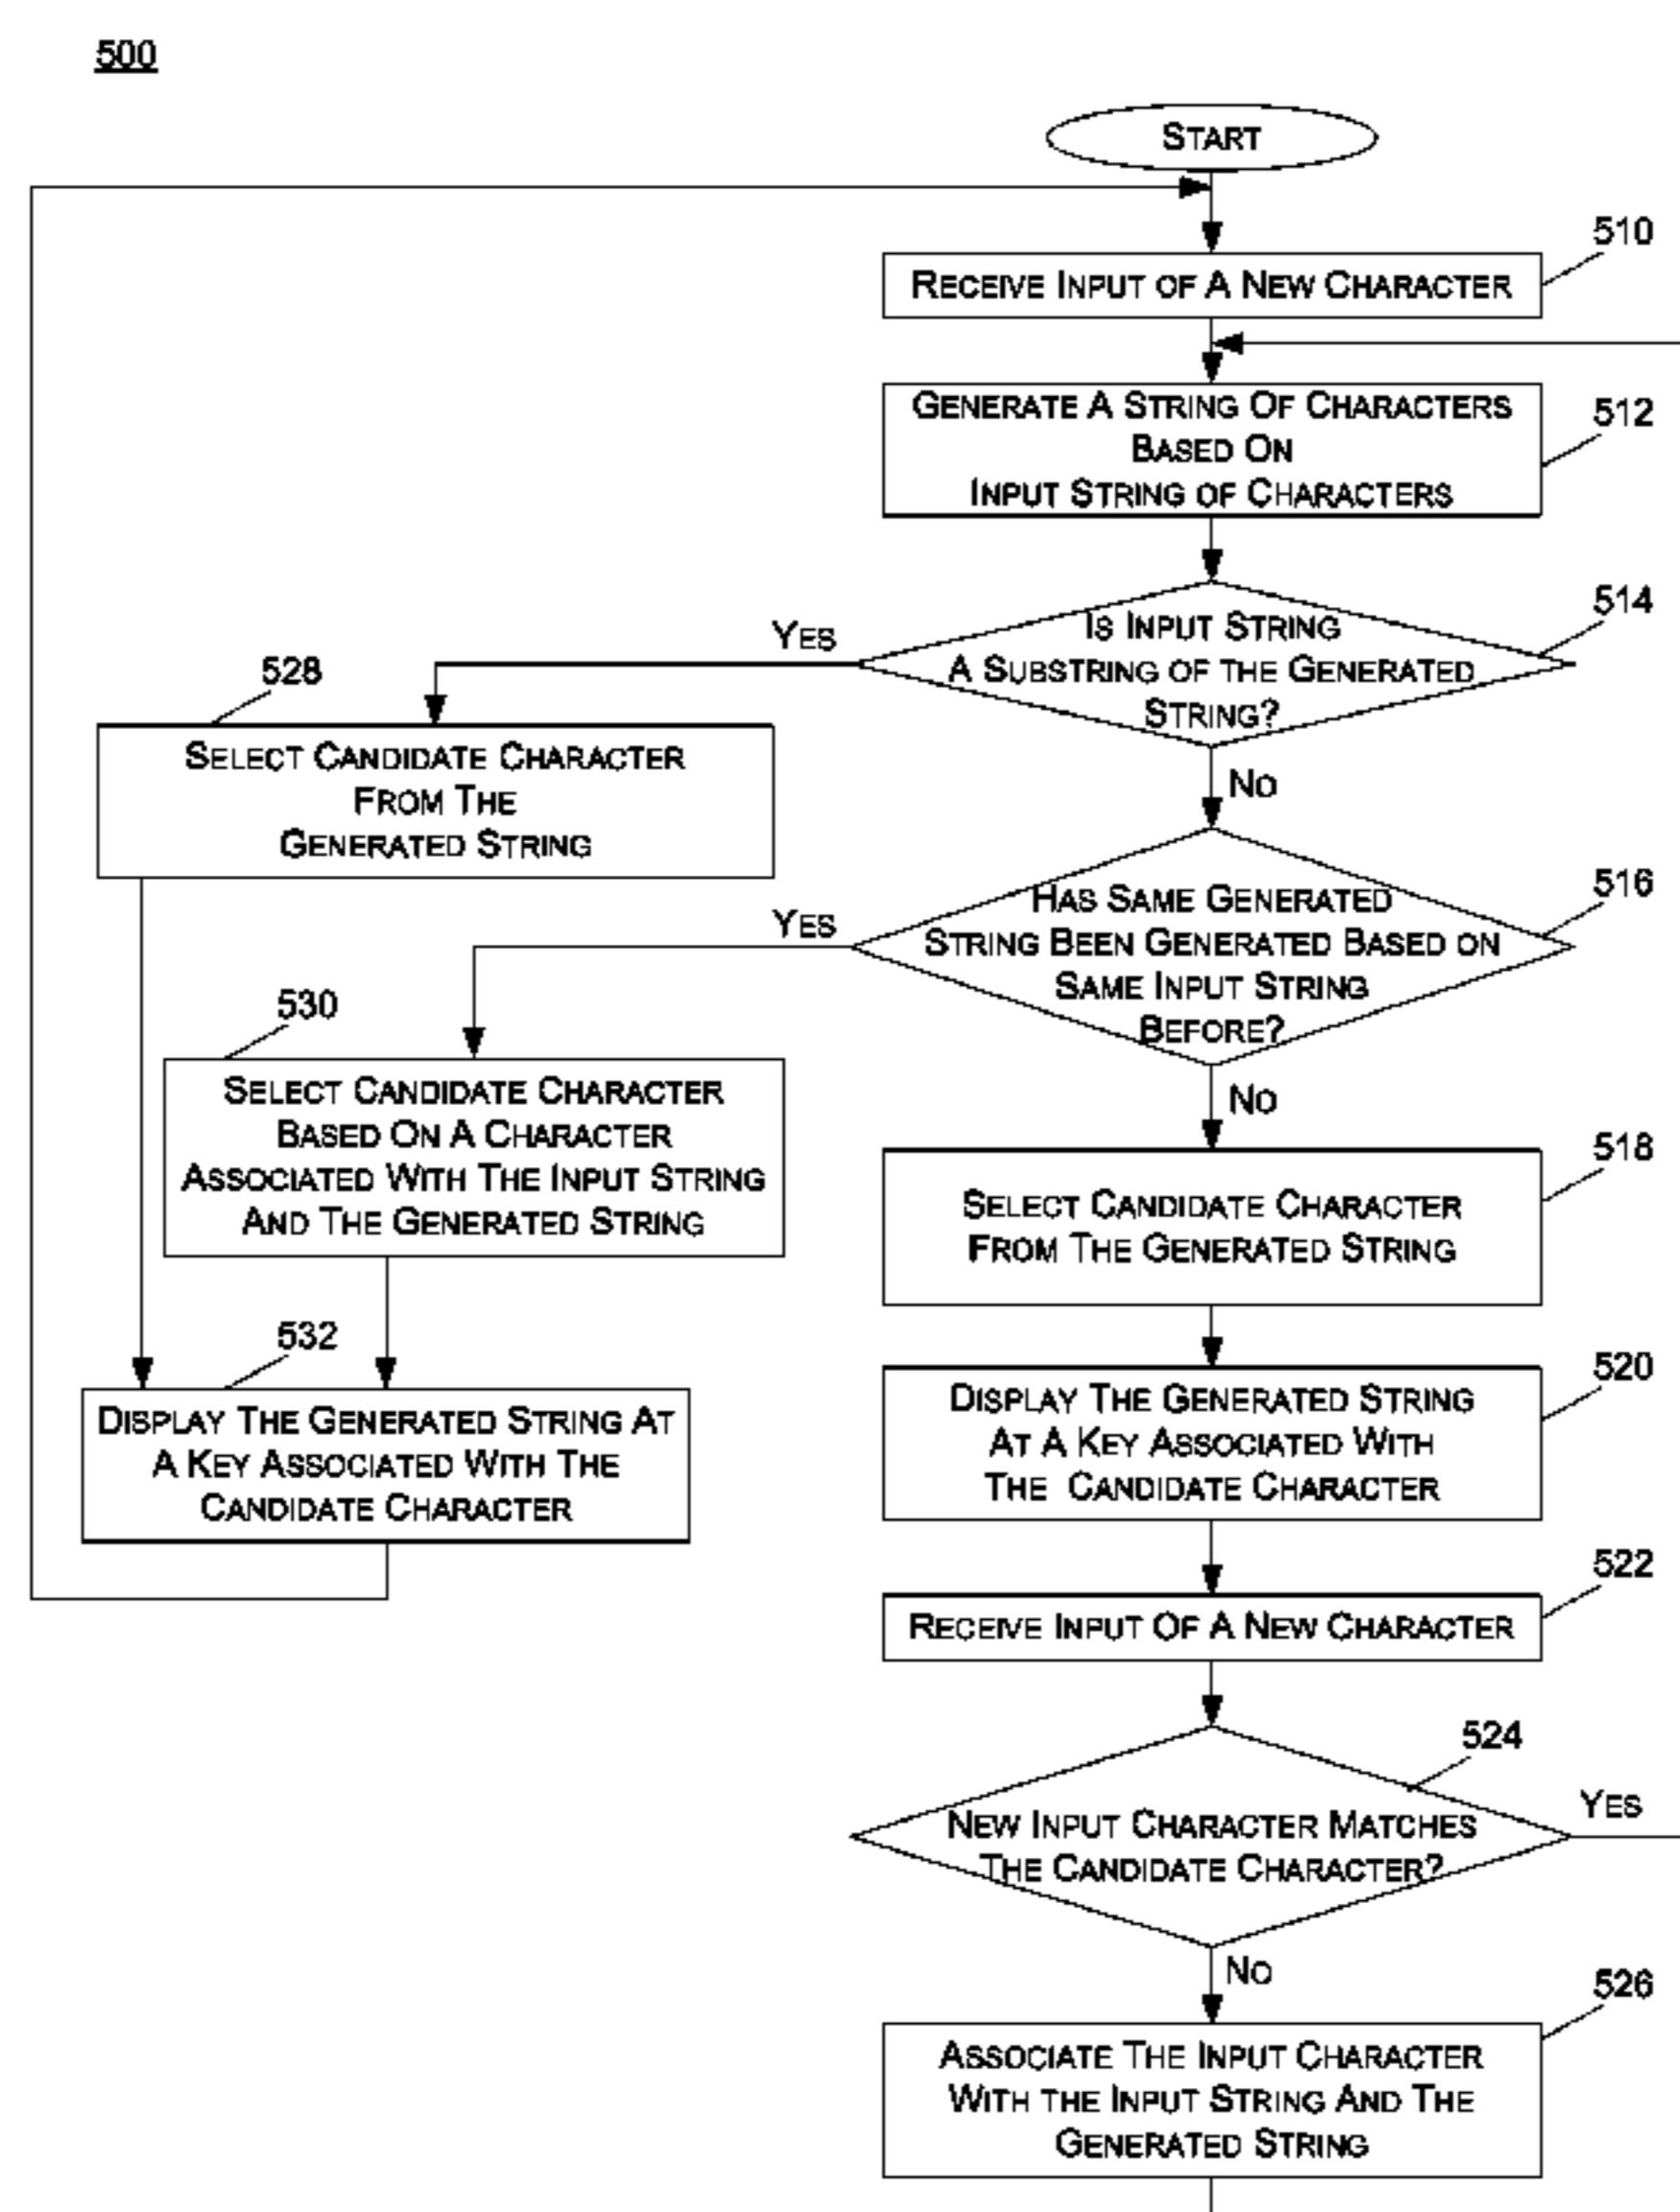 500
START
510
RECEIVE INPUT OF A NEW CHARACTER
GENERATE A STRING OF CHARACTERS
BASED ON
INPUT STRING OF CHARACTERS
512
514
IS INPUT STRING
A SUBSTRING OF THE GENERATED
STRING?
YES
NO
528
SELECT CANDIDATE CHARACTER
FROM THE
GENERATED STRING
516
HAS SAME GENERATED
STRING BEEN GENERATED BASED ON
SAME INPUT STRING
BEFORE?
YES
NO
530
SELECT CANDIDATE CHARACTER
BASED ON A CHARACTER
ASSOCIATED WITH THE INPUT STRING
AND THE GENERATED STRING
518
SELECT CANDIDATE CHARACTER
FROM THE GENERATED STRING
532
DISPLAY THE GENERATED STRING AT
A KEY ASSOCIATED WITH THE
CANDIDATE CHARACTER
520
DISPLAY THE GENERATED STRING
AT A KEY ASSOCIATED WITH
THE CANDIDATE CHARACTER
522
RECEIVE INPUT OF A NEW CHARACTER
524
NEW INPUT CHARACTER MATCHES
THE CANDIDATE CHARACTER?
YES
NO
526
ASSOCIATE THE INPUT CHARACTER
WITH THE INPUT STRING AND THE
GENERATED STRING